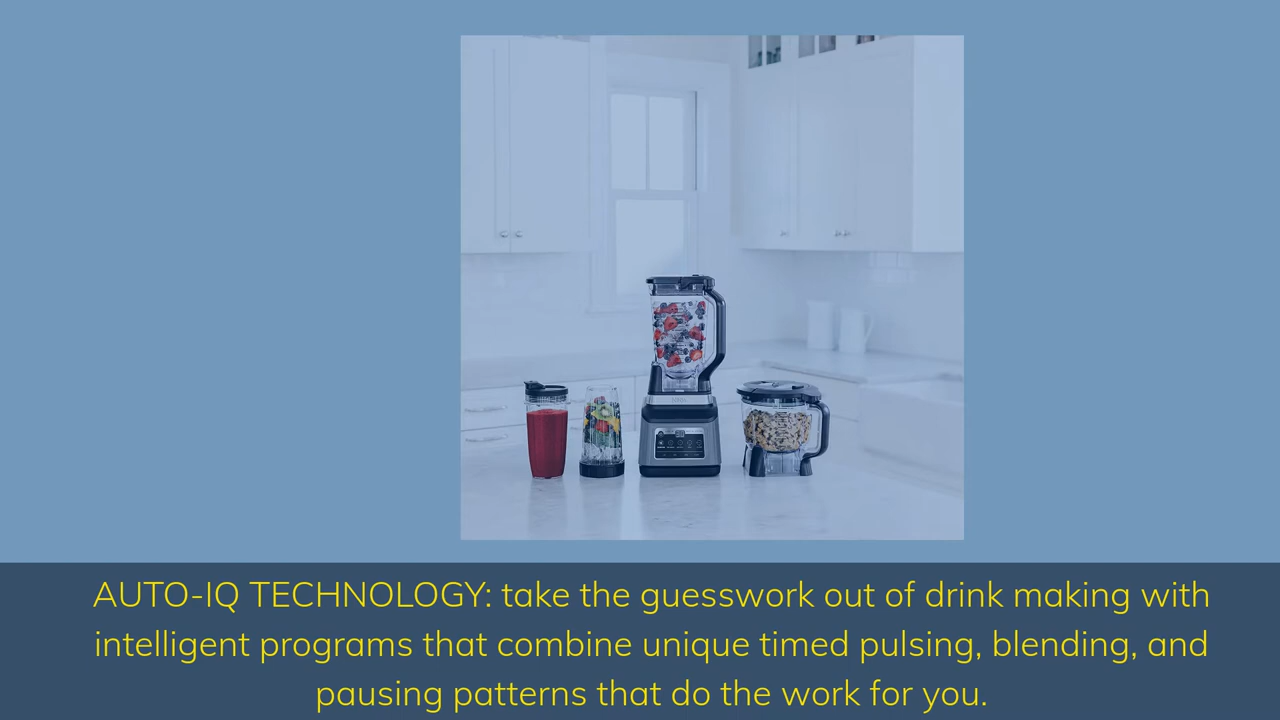 AUTO-IQ TECHNOLOGY: take the guesswork out of drink making with
intelligent programs that combine unique timed pulsing, blending, and
pausing patterns that do the work for you.